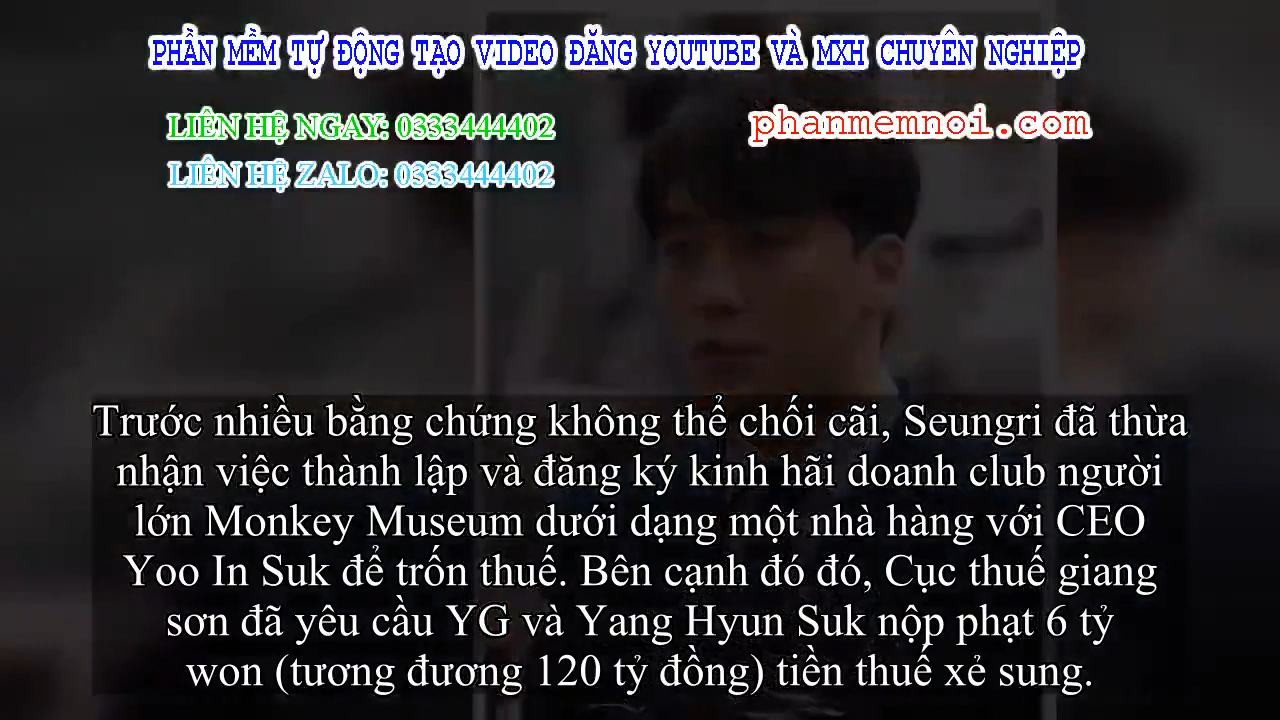 PHẦN MỀM TỰ ĐỘNG TẠO VIDEO ĐĂNG YOUTUBE VÀ MXH CHUYÊN NGHIỆP
LIÊN HỆ NGAY: 0333444402
phanmemnoi.com
LIÊN HỆ ZALO: 0333444402
Trước nhiều bằng chứng không thể chối cãi, Seungri đã thừa
nhận việc thành lập và đăng ký kinh hãi doanh club người
lớn Monkey Museum dưới dạng một nhà hàng với CEO
Yoo In Suk để trốn thuế. Bên cạnh đó đó, Cục thuế giang
sơn đã yêu cầu YG và Yang Hyun Suk nộp phạt 6 tỷ
won (tương đương 120 tỷ đồng) tiền thuế xẻ sung.